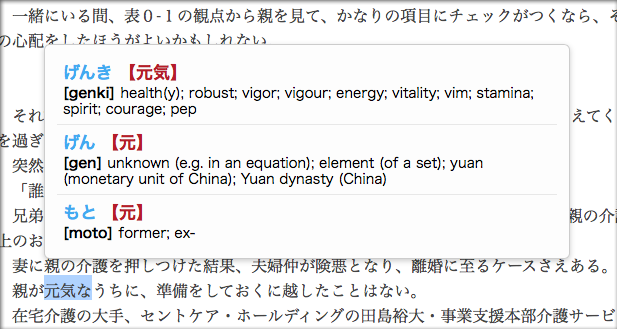 一緒にいる間、表０-１の観点から親を見て、かなりの項目にチェックがつくなら、そ
の心配をしたほうがよいかもしれない
げんき 【元気】
[genki] health(y); robust; vigor; vigour; energy; vitality; vim; stamina;
spirit; courage; pep
げん 【元】
[gen] unknown (e.g. in an equation); element (of a set); yuan
(monetary unit of China); Yuan dynasty (China)
もと 【元】
[moto] former; ex-
それ
えてく
を過ぎ
突然
「誰
兄弟
親の介
上のお
妻に親の介護を押しつけた結果、夫婦仲が険悪となり、離婚に至るケースさえある。
親が元気なうちに、準備をしておくに越したことはない。
在宅介護の大手、セントケア・ホールディングの田島裕大・事業支援本部介護サービ